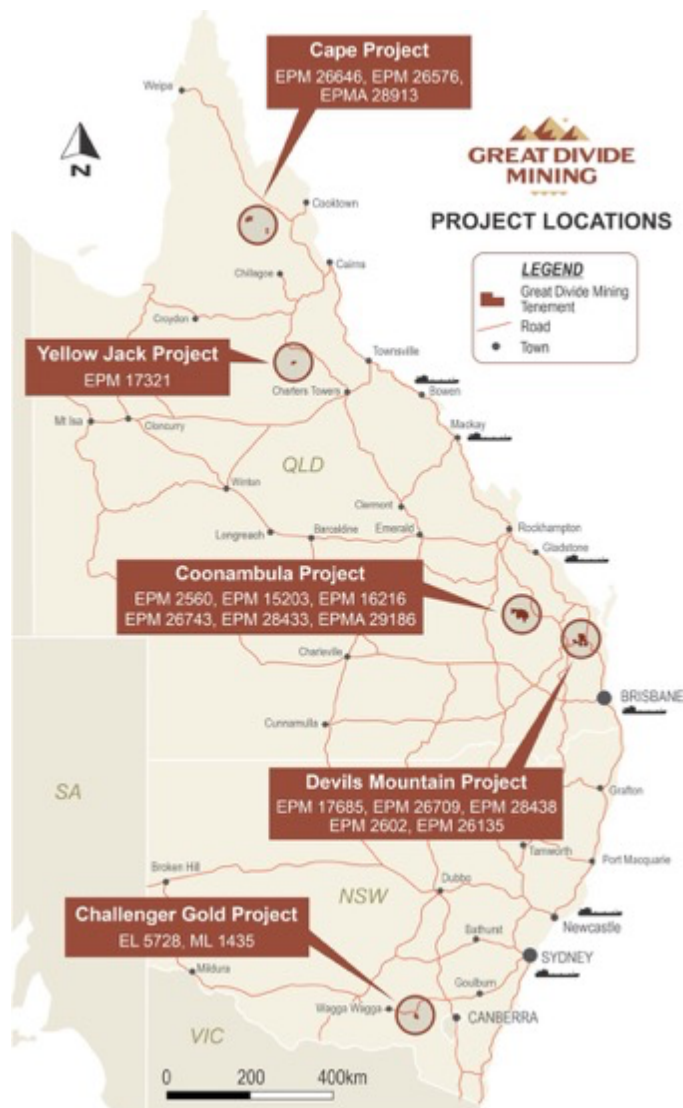 Cape Project
EPM 26646, EPM 26576,
EPMA 28913
Weipa
N
GREAT DIVIDE
MINING
PROJECT LOCATIONS
LEGEND
Great Divide Mining
Tenement
Road
Town
Cooktown
Cairns
Chillagoe
Croydon
Yellow Jack Project
EPM 17321
Townsville
Charters Towers
Bowen
Mt Isa
Cloncurry
Mackay
QLD
Winton
Clermont
Longreach
Barcaldine
Emerald
Rockhampton
Gladstone
Coonambula Project
EPM 2560, EPM 15203, EPM 16216
EPM 26743, EPM 28433, EPMA 29186
Charleville
BRISBANE
Cunnamulla
Devils Mountain Project
EPM 17685, EPM 26709, EPM 28438
EPM 2602, EPM 26135
SA
Grafton
Tamworth
Port Macquarie
Broken Hill
Dubbo
NSW
Challenger Gold Project
EL 5728, ML 1435
Newcastle
Bathurst
SYDNEY
Mildura
Goulburn
Wagga Wagga
CANBERRA
VIC
0 200 400km